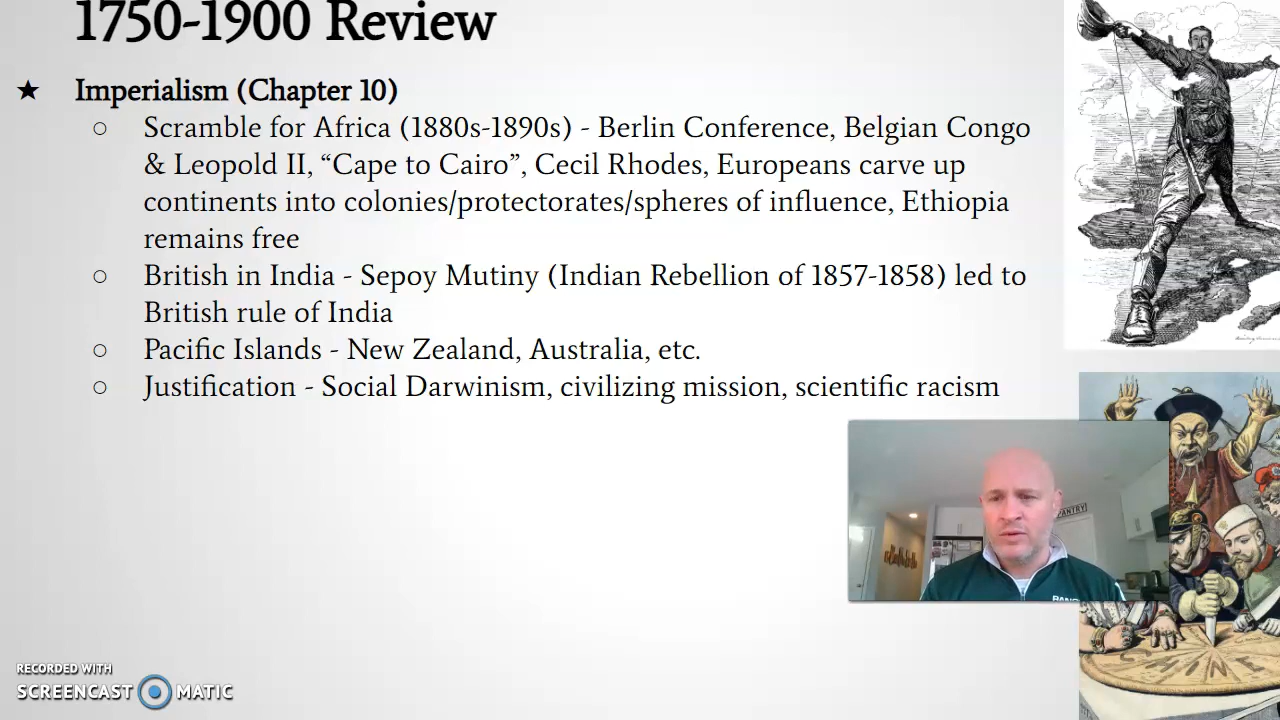 1750-1900 Review
★ Imperialism (Chapter 10)
○ Scramble for Africa (1880s-1890s) - Berlin Conference, Belgian Congo
& Leopold II, “Cape to Cairo”, Cecil Rhodes, Europeans carve up
continents into colonies/protectorates/spheres of influence, Ethiopia
remains free
○ British in India - Sepoy Mutiny (Indian Rebellion of 1857-1858) led to
British rule of India
○ Pacific Islands - New Zealand, Australia, etc.
○ Justification - Social Darwinism, civilizing mission, scientific racism
PANTRY
CHINE
RECORDED WITH
SCREENCAST MATIC